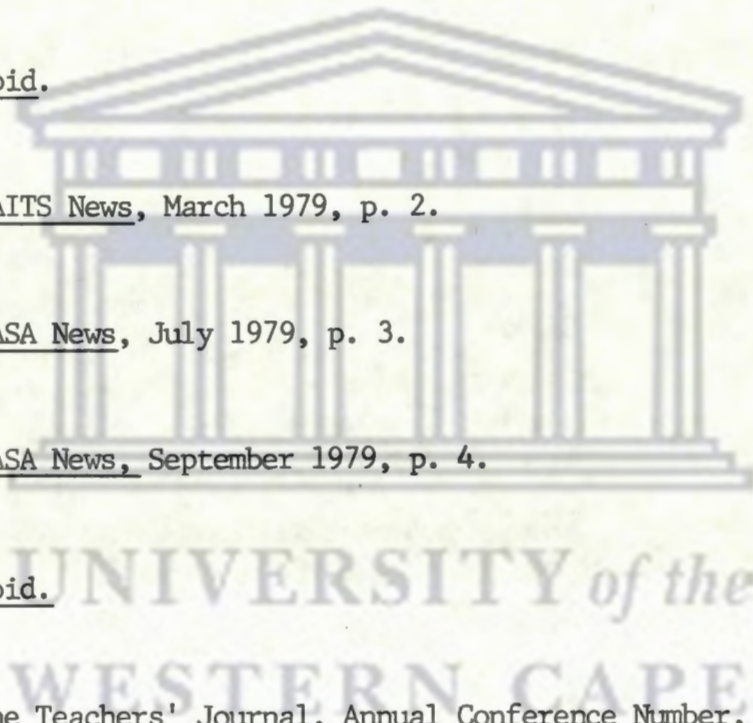 bid.
AITS News, March 1979, p. 2.
ASA News, July 1979, p. 3.
ASA News, September 1979, p. 4.
bid.
UNIVERSITY of the
WESTERN CAPE
he Teachers' Journal, Annual Conference Number